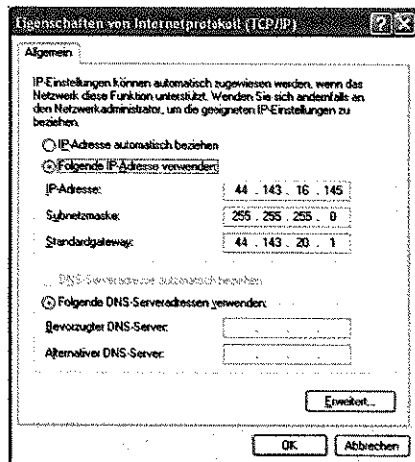 Eigenschaften von Internetprotokoll (TCP/IP)
Allgemein
IP-Einstellungen können automatisch zugewiesen werden, wenn das
Netzwerk diese Funktion unterstützt. Wenden Sie sich andernfalls an
den Netzwerkadministrator, um die geeigneten IP-Einstellungen zu
beziehen.
IP-Adresse automatisch beziehen
Folgende IP-Adresse verwenden:
IP-Adresse: 44 . 143 . 16 . 145
Subnetzmaske: 255 . 255 . 255 . 0
Standardgateway: 44 . 143 . 20 . 1
DNS-Serveradresse automatisch beziehen
Folgende DNS-Serveradressen verwenden:
Bevorzugter DNS-Server: . . .
Alternativer DNS-Server: . . .
Erweitert...
OK Abbrechen